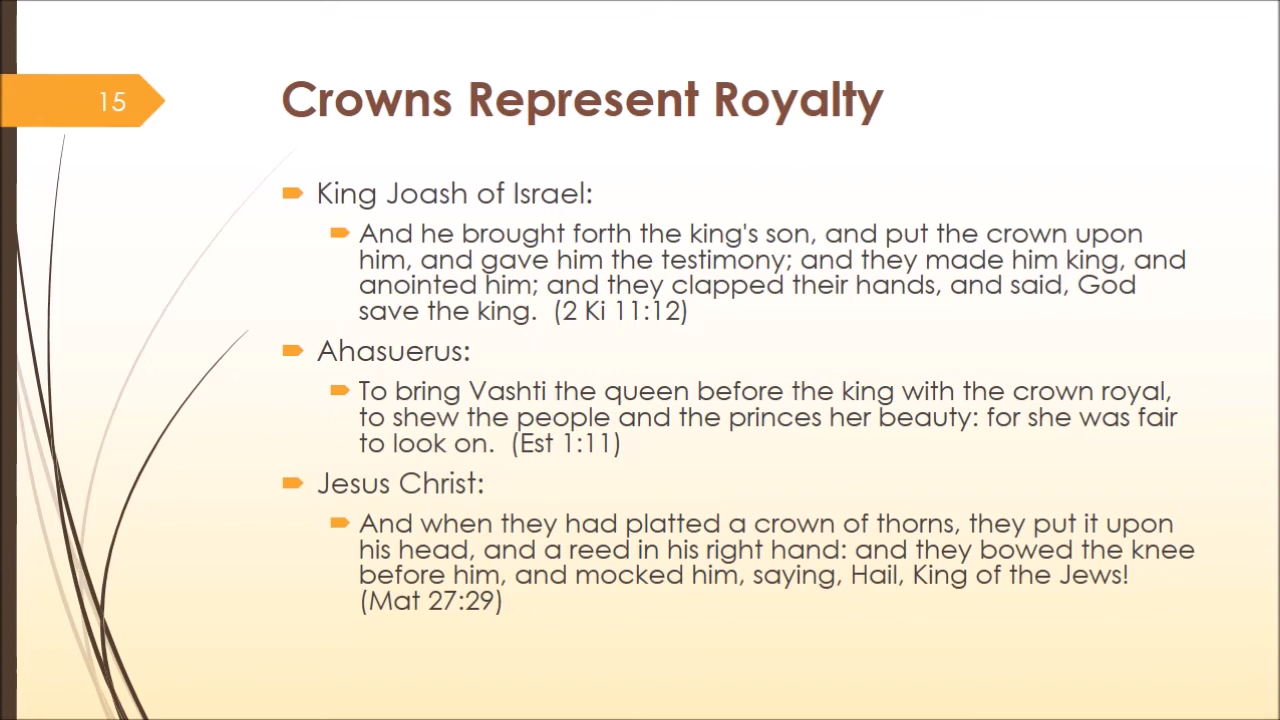 15
Crowns Represent Royalty
King Joash of Israel:
And he brought forth the king's son, and put the crown upon
him, and gave him the testimony; and they made him king, and
anointed him; and they clapped their hands, and said, God
save the king.  (2 Ki 11:12)
Ahasuerus:
To bring Vashti the queen before the king with the crown royal,
to shew the people and the princes her beauty: for she was fair
to look on.  (Est 1:11)
Jesus Christ:
And when they had platted a crown of thorns, they put it upon
his head, and a reed in his right hand: and they bowed the knee
before him, and mocked him, saying, Hail, King of the Jews!
(Mat 27:29)